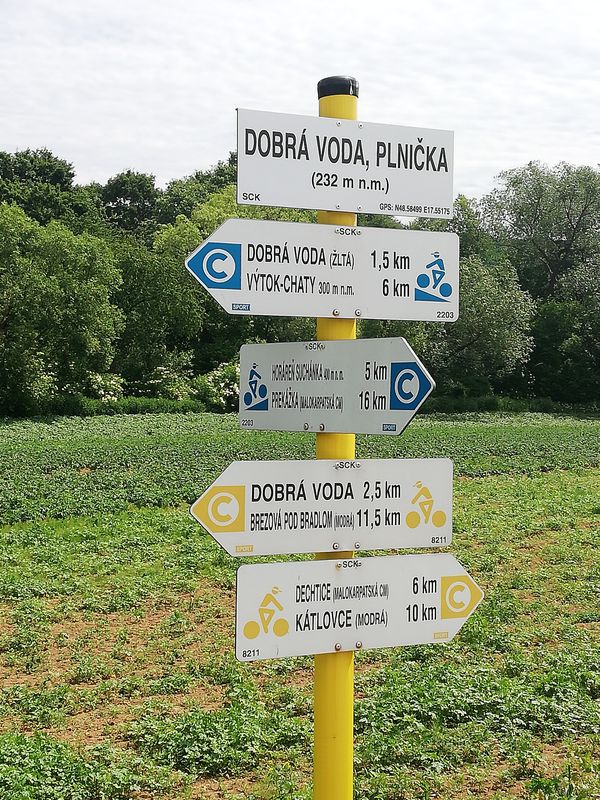 DOBRÁ VODA, PLNIČKA
(232 m n.m.)
SCK GPS: N48.58499 E17.55175
SCK
C DOBRÁ VODA (ŽLTÁ) 1,5 km
VÝTOK-CHATY 300 m n.m. 6 km
SPORT 2203
SCK
HORÁREŇ SUCHÁNKA m n.m. 5 km C
PREKÁŽKA (MALOKARPATSKÁ CM) 16 km
2203 SPORT
SCK
C DOBRÁ VODA 2,5 km
BREZOVÁ POD BRADLOM (MODRÁ) 11,5 km
SPORT 8211
SCK
DECHTICE (MALOKARPATSKÁ CM) 6 km C
KÁTLOVCE (MODRÁ) 10 km
8211 SPORT